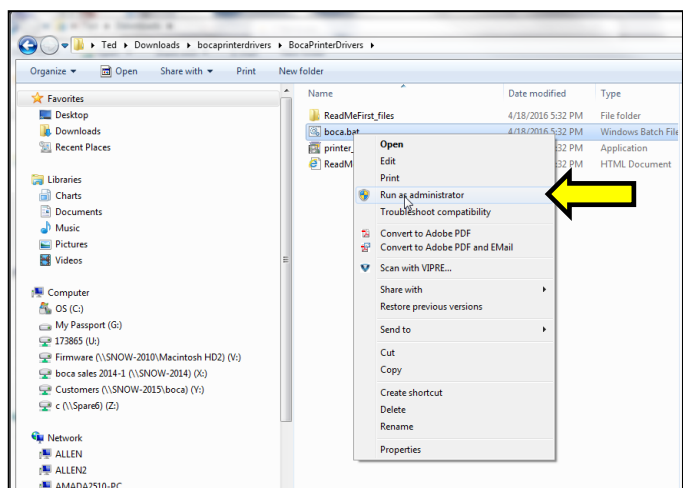 Ted ▸ Downloads ▸ bocaprinterdrivers ▸ BocaPrinterDrivers ▸
Organize Open Share with Print New folder
Name Date modified Type
Favorites
Desktop
Downloads
Recent Places
Libraries
Charts
Documents
Music
Pictures
Videos
Computer
OS (C:)
My Passport (G:)
173865 (U:)
Firmware (\\SNOW-2010\Macintosh HD2) (V:)
boca sales 2014-1 (\\SNOW-2014) (X:)
Customers (\\SNOW-2015\boca) (Y:)
c (\\Spare6) (Z:)
Network
ALLEN
ALLEN2
AMADA2510-PC
ReadMeFirst_files 4/18/2016 5:32 PM File folder
boca.bat 4/18/2016 5:32 PM Windows Batch File
printer_ :32 PM Application
ReadM :32 PM HTML Document
Open
Edit
Print
Run as administrator
Troubleshoot compatibility
Convert to Adobe PDF
Convert to Adobe PDF and EMail
Scan with VIPRE...
Share with
Restore previous versions
Send to
Cut
Copy
Create shortcut
Delete
Rename
Properties